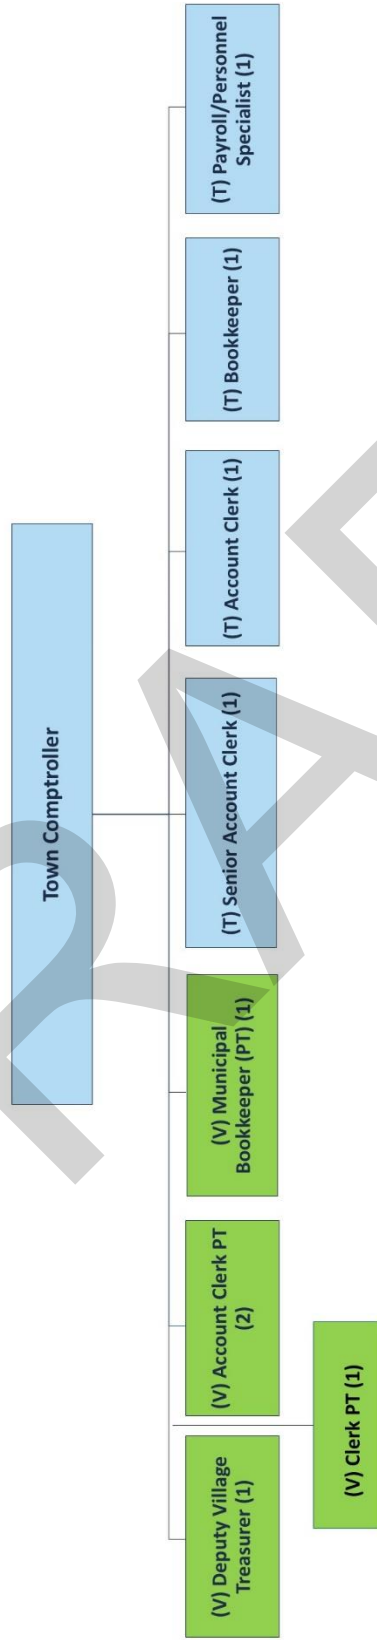 Town Comptroller
(V) Deputy Village
Treasurer (1)
(V) Account Clerk PT
(2)
(V) Municipal
Bookkeeper (PT) (1)
(T) Senior Account Clerk (1)
(T) Account Clerk (1)
(T) Bookkeeper (1)
(T) Payroll/Personnel
Specialist (1)
(V) Clerk PT (1)